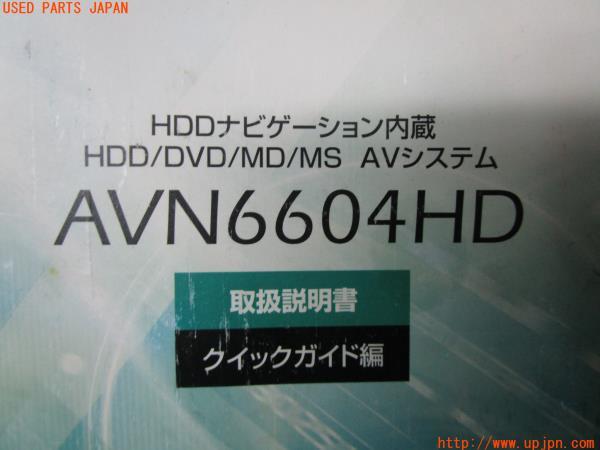 USED PARTS JAPAN
HDDナビゲーション内蔵
HDD/DVD/MD/MS AVシステム
AVN6604HD
取扱説明書
クイックガイド編
http://www.upjpn.com/